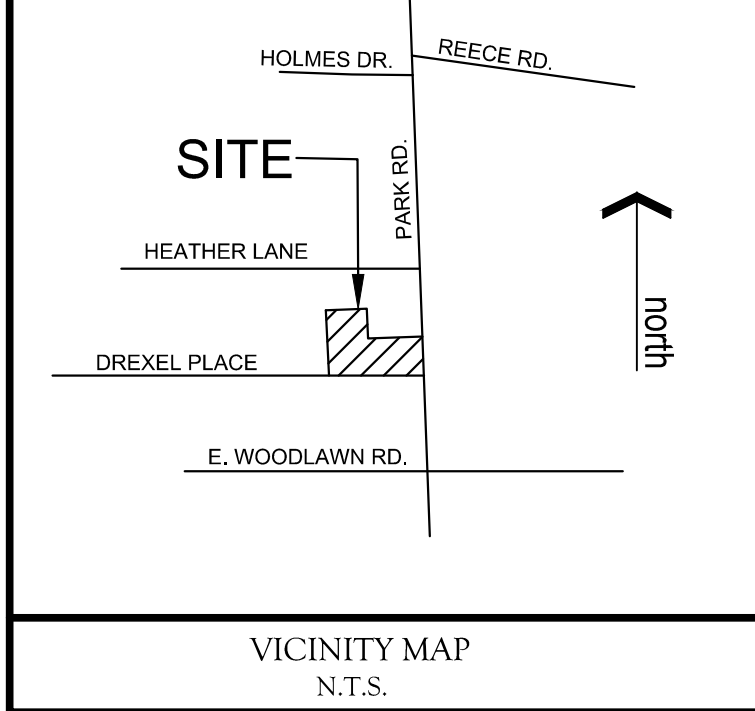 HOLMES DR.
REECE RD.
SITE
PARK RD.
HEATHER LANE
north
DREXEL PLACE
E. WOODLAWN RD.
VICINITY MAP
N.T.S.